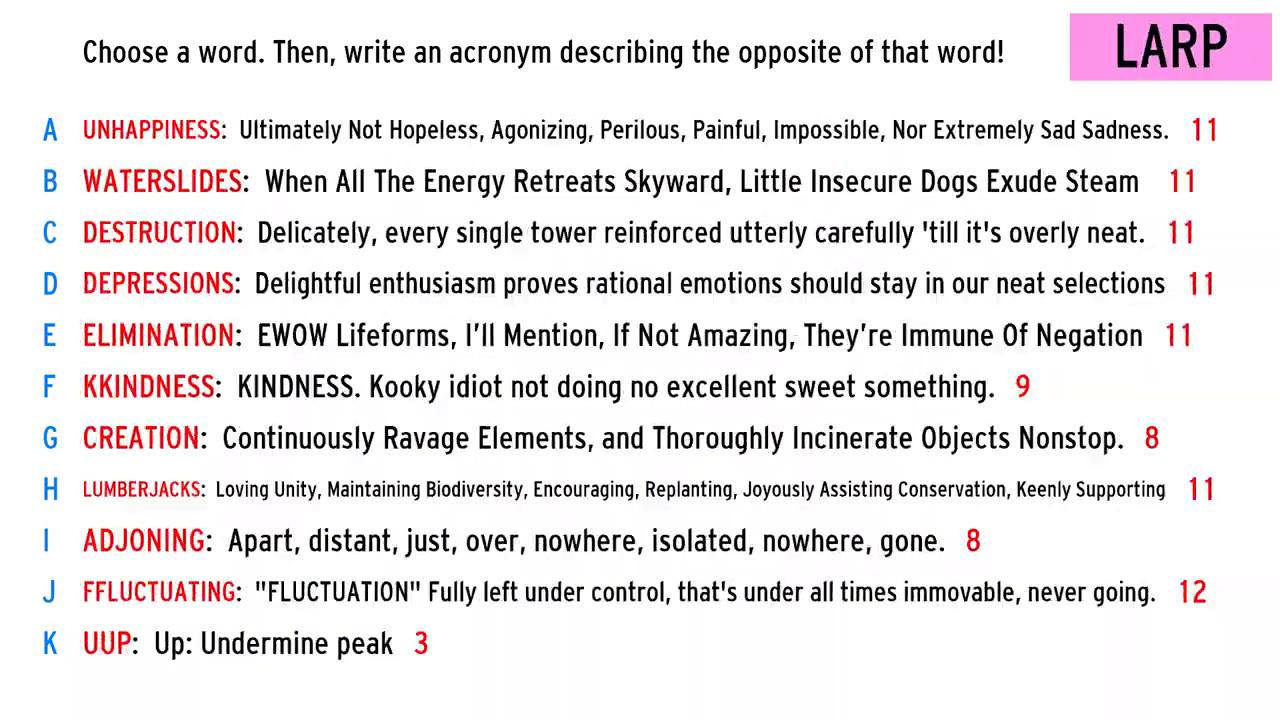 Choose a word. Then, write an acronym describing the opposite of that word!
LARP
A UNHAPPINESS: Ultimately Not Hopeless, Agonizing, Perilous, Painful, Impossible, Nor Extremely Sad Sadness. 11
B WATERSLIDES: When All The Energy Retreats Skyward, Little Insecure Dogs Exude Steam 11
C DESTRUCTION: Delicately, every single tower reinforced utterly carefully 'till it's overly neat. 11
D DEPRESSIONS: Delightful enthusiasm proves rational emotions should stay in our neat selections 11
E ELIMINATION: EWOW Lifeforms, I’ll Mention, If Not Amazing, They’re Immune Of Negation 11
F KKINDNESS: KINDNESS. Kooky idiot not doing no excellent sweet something. 9
G CREATION: Continuously Ravage Elements, and Thoroughly Incinerate Objects Nonstop. 8
H LUMBERJACKS: Loving Unity, Maintaining Biodiversity, Encouraging, Replanting, Joyously Assisting Conservation, Keenly Supporting 11
I ADJONING: Apart, distant, just, over, nowhere, isolated, nowhere, gone. 8
J FFLUCTUATING: "FLUCTUATION" Fully left under control, that's under all times immovable, never going. 12
K UUP: Up: Undermine peak 3